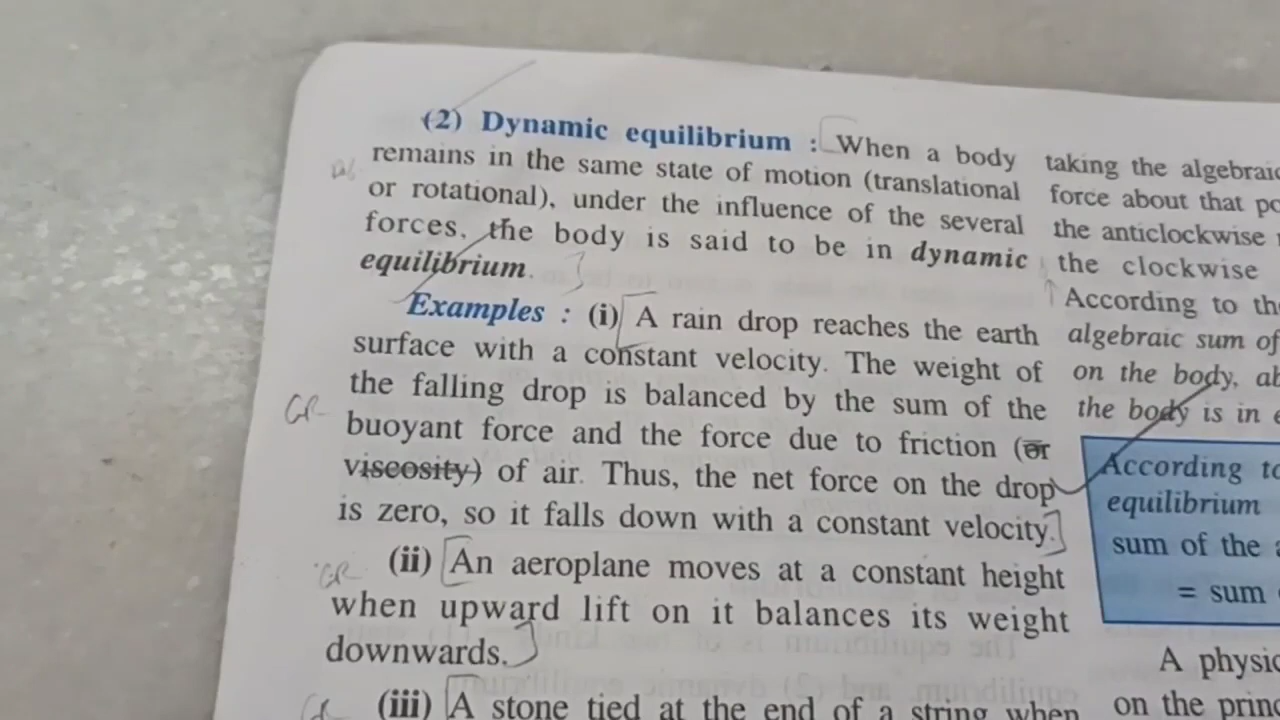 (2) Dynamic equilibrium : When a body
remains in the same state of motion (translational
or rotational), under the influence of the several
forces, the body is said to be in dynamic
equilibrium.
Examples : (i) A rain drop reaches the earth
surface with a constant velocity. The weight of
the falling drop is balanced by the sum of the
buoyant force and the force due to friction (or
viscosity) of air. Thus, the net force on the drop
is zero, so it falls down with a constant velocity.
(ii) An aeroplane moves at a constant height
when upward lift on it balances its weight
downwards.
(iii) A stone tied at the end of a string when
taking the
force about that
the anticlockwise
the clockwise
According to
algebraic sum of
on the body,
the body is in
According
equilibrium
sum of the
= sum
A
on the